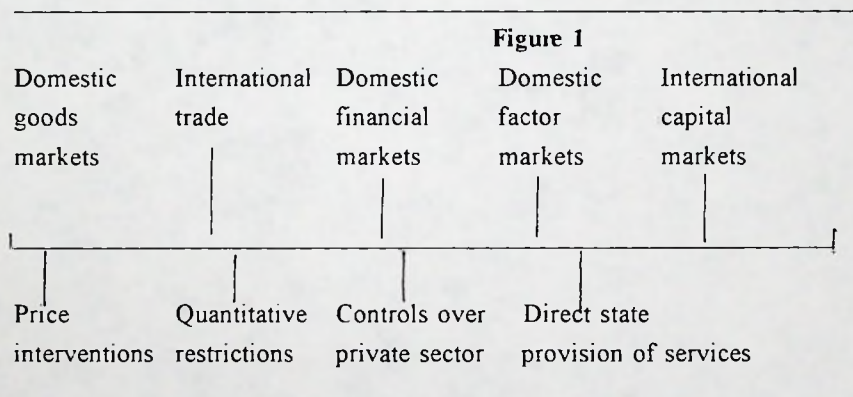 Figure 1
Domestic goods markets
International trade
Domestic financial markets
Domestic factor markets
International capital markets
Price interventions
Quantitative restrictions
Controls over private sector
Direct state provision of services